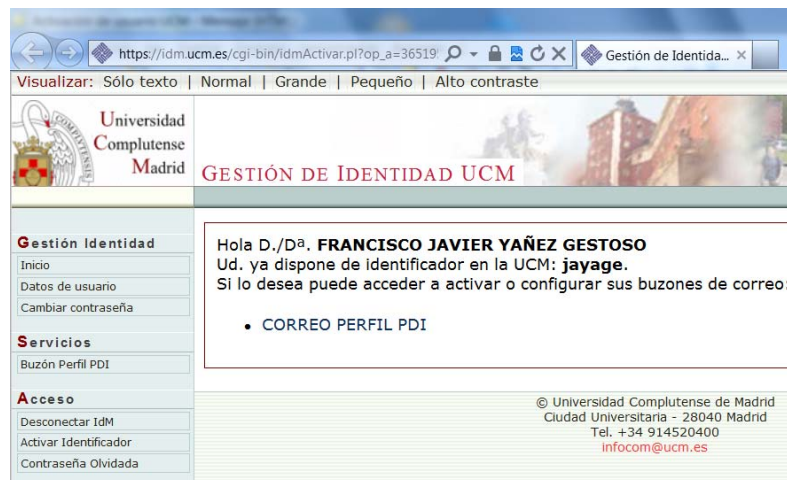 https://idm.ucm.es/cgi-bin/idmActivar.pl?op_a=36519
Gestión de Identida...
Visualizar: Sólo texto | Normal | Grande | Pequeño | Alto contraste
Universidad
Complutense
Madrid
GESTIÓN DE IDENTIDAD UCM
Gestión Identidad
Inicio
Datos de usuario
Cambiar contraseña
Servicios
Buzón Perfil PDI
Acceso
Desconectar IdM
Activar Identificador
Contraseña Olvidada
Hola D./Dª. FRANCISCO JAVIER YAÑEZ GESTOSO
Ud. ya dispone de identificador en la UCM: jayage.
Si lo desea puede acceder a activar o configurar sus buzones de correo:
• CORREO PERFIL PDI
© Universidad Complutense de Madrid
Ciudad Universitaria - 28040 Madrid
Tel. +34 914520400
infocom@ucm.es